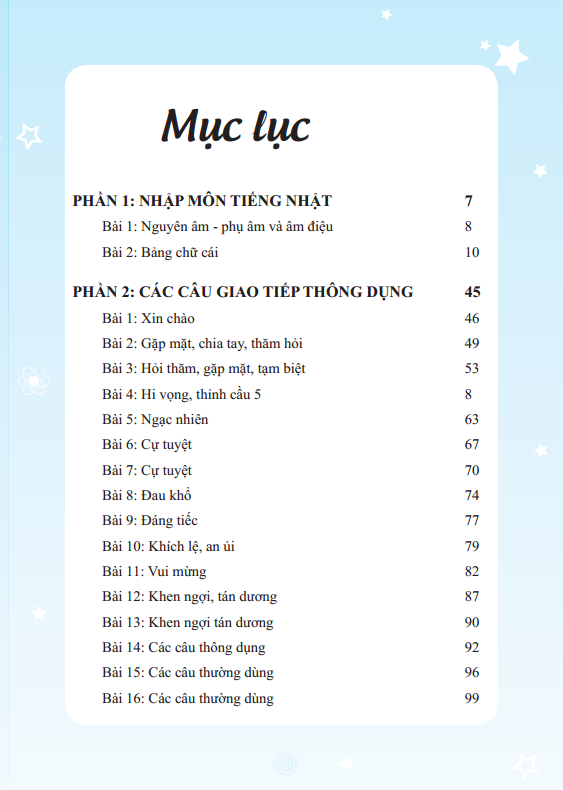 Mục lục
PHẦN 1: NHẬP MÔN TIẾNG NHẬT 7
Bài 1: Nguyên âm - phụ âm và âm điệu 8
Bài 2: Bảng chữ cái 10
PHẦN 2: CÁC CÂU GIAO TIẾP THÔNG DỤNG 45
Bài 1: Xin chào 46
Bài 2: Gặp mặt, chia tay, thăm hỏi 49
Bài 3: Hỏi thăm, gặp mặt, tạm biệt 53
Bài 4: Hi vọng, thỉnh cầu 5 8
Bài 5: Ngạc nhiên 63
Bài 6: Cự tuyệt 67
Bài 7: Cự tuyệt 70
Bài 8: Đau khổ 74
Bài 9: Đáng tiếc 77
Bài 10: Khích lệ, an ủi 79
Bài 11: Vui mừng 82
Bài 12: Khen ngợi, tán dương 87
Bài 13: Khen ngợi tán dương 90
Bài 14: Các câu thông dụng 92
Bài 15: Các câu thường dùng 96
Bài 16: Các câu thường dùng 99